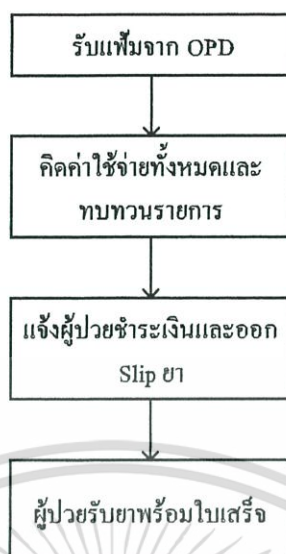 รับแฟ้มจาก OPD
คิดค่าใช้จ่ายทั้งหมดและ
ทบทวนรายการ
แจ้งผู้ป่วยชำระเงินและออก
Slip ยา
ผู้ป่วยรับยาพร้อมใบเสร็จ